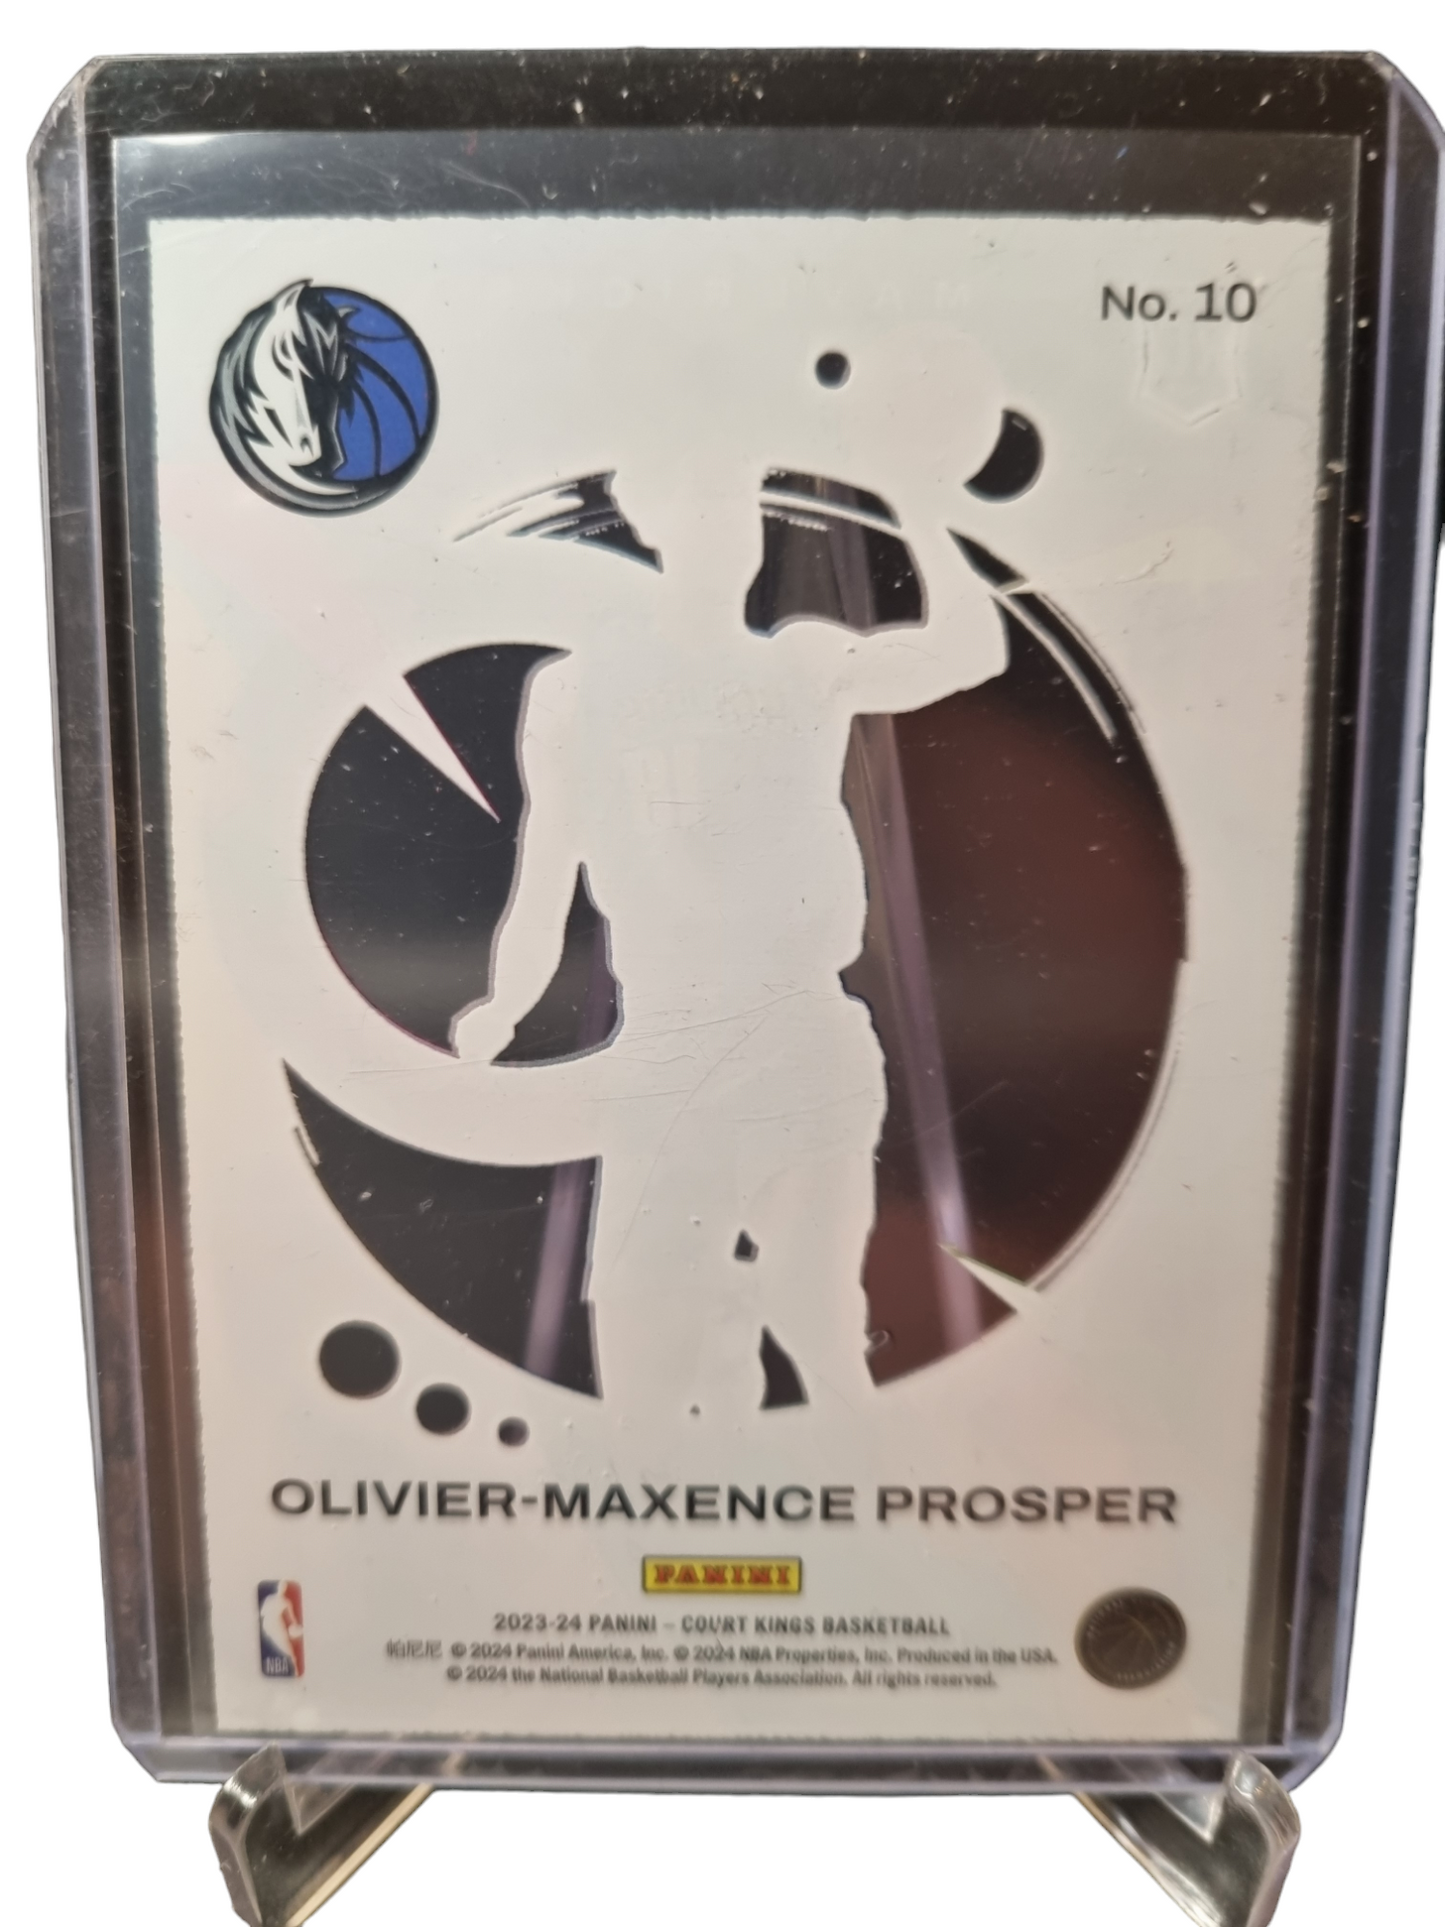 No. 10
OLIVIER-MAXENCE PROSPER
PANINI
2023-24 PANINI – COURT KINGS BASKETBALL
帕尼尼 © 2024 Panini America, Inc. © 2024 NBA Properties, Inc. Produced in the USA.
© 2024 the National Basketball Players Association. All rights reserved.
NBA